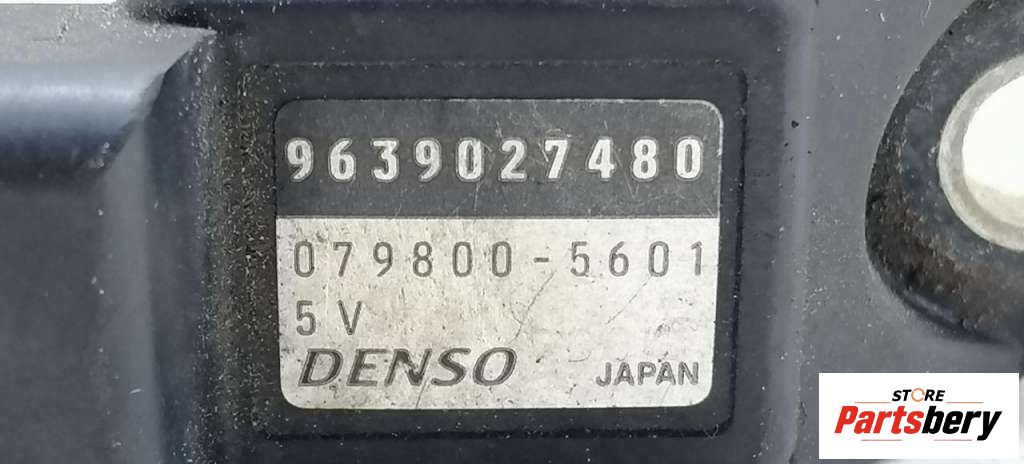 9639027480
079800-5601
5V
DENSO JAPAN
STORE
Partsbery